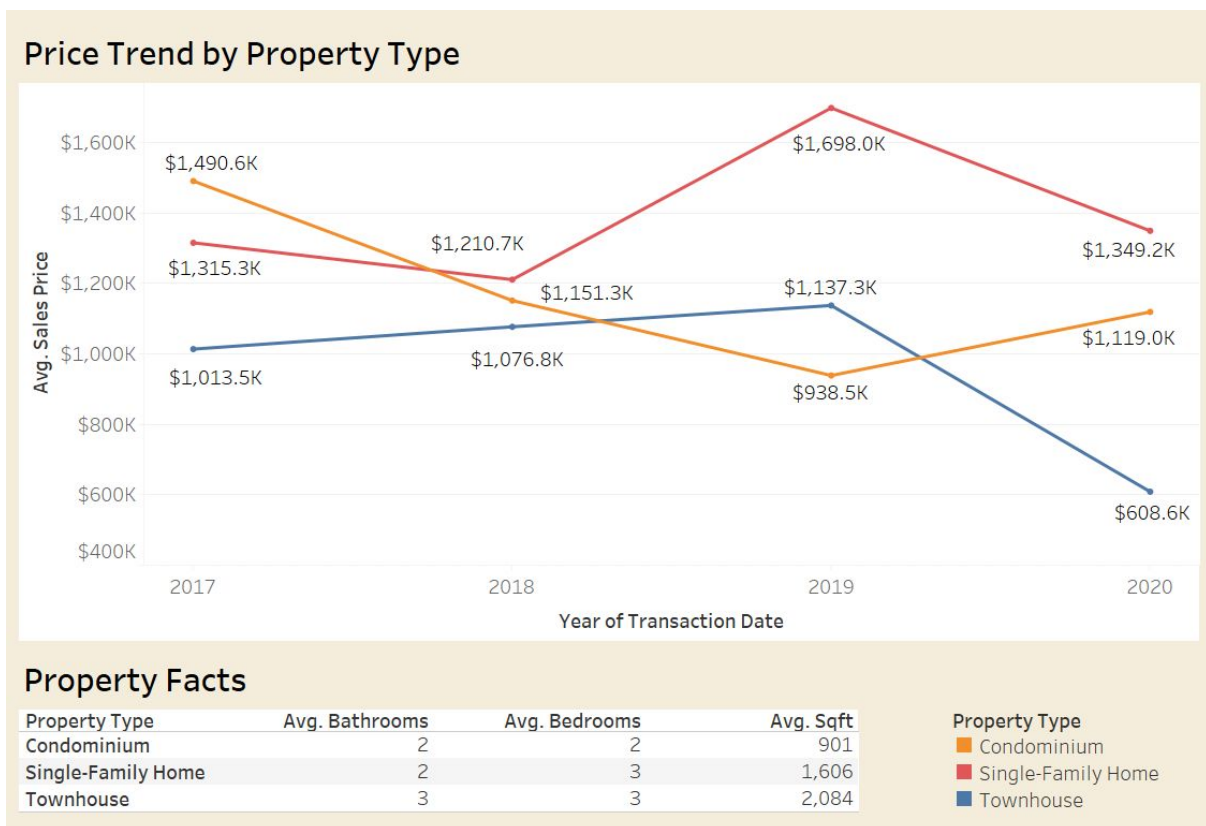 Price Trend by Property Type
$1,600K
$1,400K
$1,200K
$1,000K
$800K
$600K
$400K
Avg. Sales Price
$1,490.6K
$1,315.3K
$1,013.5K
$1,210.7K
$1,151.3K
$1,076.8K
$1,698.0K
$1,137.3K
$938.5K
$1,349.2K
$1,119.0K
$608.6K
2017 2018 2019 2020
Year of Transaction Date
Property Facts
Property Type Avg. Bathrooms Avg. Bedrooms Avg. Sqft
Condominium 2 2 901
Single-Family Home 2 3 1,606
Townhouse 3 3 2,084
Property Type
Condominium
Single-Family Home
Townhouse